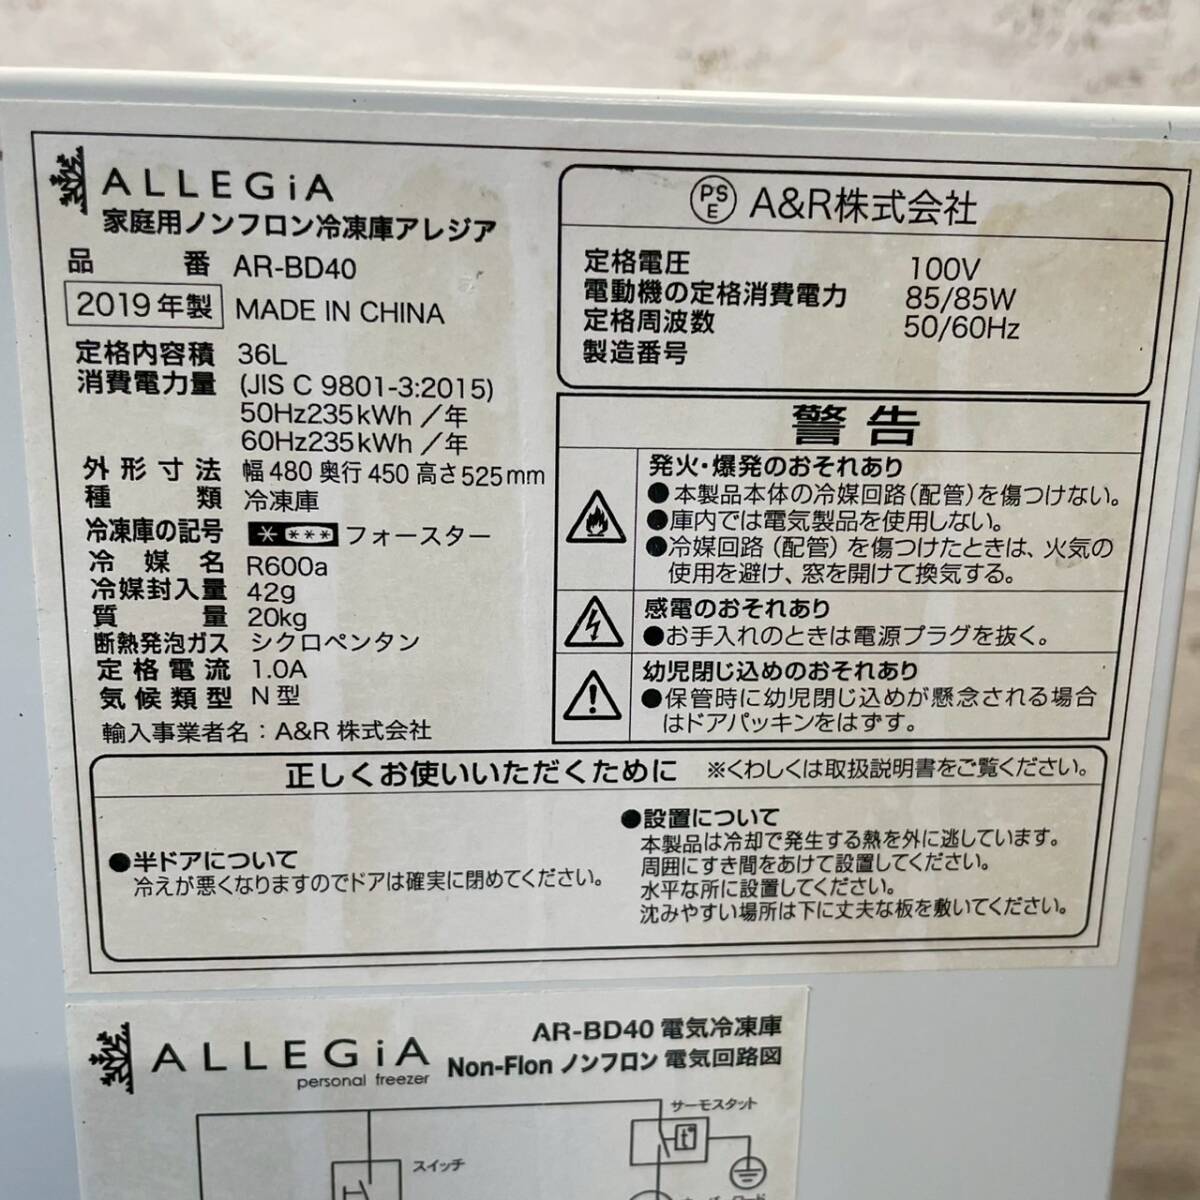 ALLEGiA
家庭用ノンフロン冷凍庫アレジア
品番 AR-BD40
2019年製 MADE IN CHINA
定格内容積 36L
消費電力量 (JIS C 9801-3:2015)
50Hz235kWh/年
60Hz235kWh/年
外形寸法 幅480奥行450高さ525mm
種類 冷凍庫
冷凍庫の記号 * *** フォースター
冷媒名 R600a
冷媒封入量 42g
質量 20kg
断熱発泡ガス シクロペンタン
定格電流 1.0A
気候類型 N型
輸入事業者名:A&R株式会社
PSE A&R株式会社
定格電圧 100V
電動機の定格消費電力 85/85W
定格周波数 50/60Hz
製造番号
警告
発火・爆発のおそれあり
●本製品本体の冷媒回路(配管)を傷つけない。
●庫内では電気製品を使用しない。
●冷媒回路(配管)を傷つけたときは、火気の
使用を避け、窓を開けて換気する。
感電のおそれあり
●お手入れのときは電源プラグを抜く。
幼児閉じ込めのおそれあり
●保管時に幼児閉じ込めが懸念される場合
はドアパッキンをはずす。
正しくお使いいただくために ※くわしくは取扱説明書をご覧ください。
●半ドアについて
冷えが悪くなりますのでドアは確実に閉めてください。
●設置について
本製品は冷却で発生する熱を外に逃しています。
周囲にすき間をあけて設置してください。
水平な所に設置してください。
沈みやすい場所は下に丈夫な板を敷いてください。
ALLEGiA
personal freezer
AR-BD40 電気冷凍庫
Non-Flon ノンフロン 電気回路図
サーモスタット
t°
スイッチ